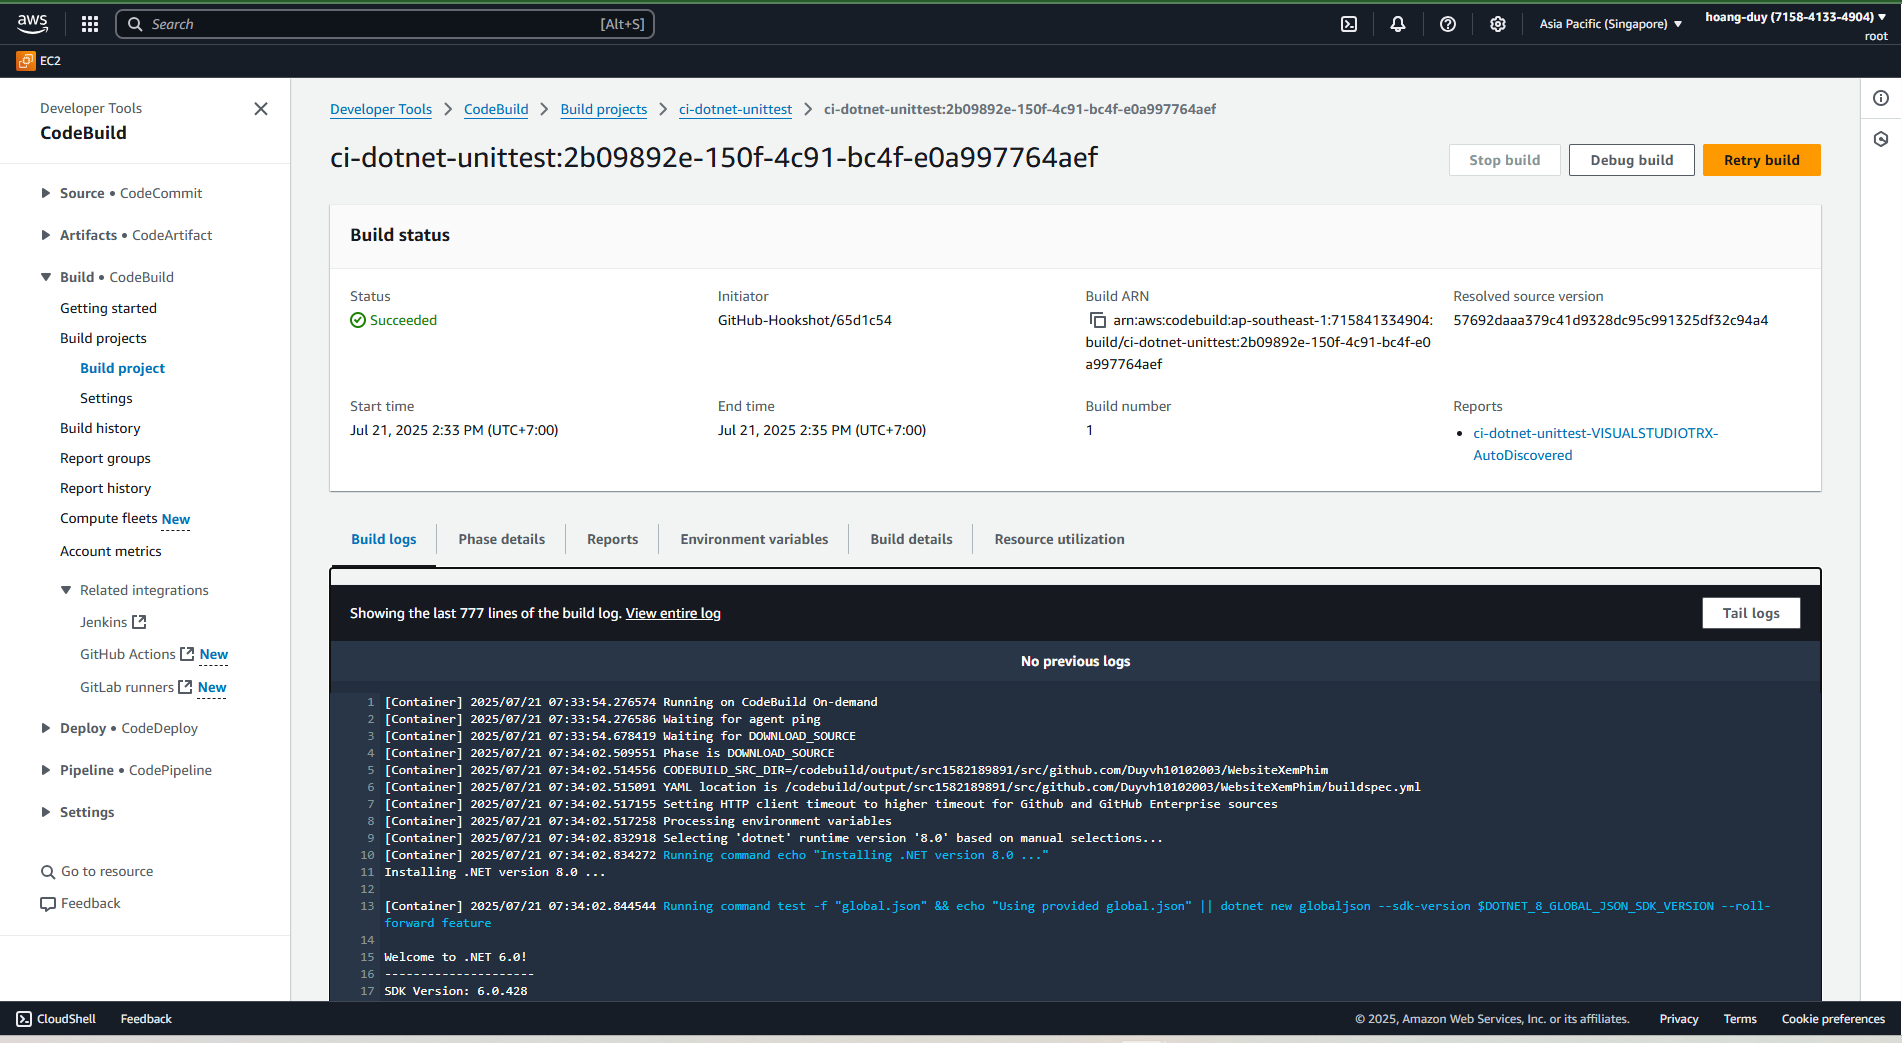 aws
Search
[Alt+S]
Asia Pacific (Singapore)
hoang-duy (7158-4133-4904)
root
EC2
Developer Tools
CodeBuild
Source • CodeCommit
Artifacts • CodeArtifact
Build • CodeBuild
Getting started
Build projects
Build project
Settings
Build history
Report groups
Report history
Compute fleets New
Account metrics
Related integrations
Jenkins
GitHub Actions New
GitLab runners New
Deploy • CodeDeploy
Pipeline • CodePipeline
Settings
Go to resource
Feedback
Developer Tools > CodeBuild > Build projects > ci-dotnet-unittest > ci-dotnet-unittest:2b09892e-150f-4c91-bc4f-e0a997764aef
ci-dotnet-unittest:2b09892e-150f-4c91-bc4f-e0a997764aef
Stop build
Debug build
Retry build
Build status
Status
Succeeded
Initiator
GitHub-Hookshot/65d1c54
Build ARN
arn:aws:codebuild:ap-southeast-1:715841334904:
build/ci-dotnet-unittest:2b09892e-150f-4c91-bc4f-e0
a997764aef
Resolved source version
57692daaa379c41d9328dc95c991325df32c94a4
Start time
Jul 21, 2025 2:33 PM (UTC+7:00)
End time
Jul 21, 2025 2:35 PM (UTC+7:00)
Build number
1
Reports
• ci-dotnet-unittest-VISUALSTUDIOTRX-
AutoDiscovered
Build logs
Phase details
Reports
Environment variables
Build details
Resource utilization
Showing the last 777 lines of the build log. View entire log
Tail logs
No previous logs
1 [Container] 2025/07/21 07:33:54.276574 Running on CodeBuild On-demand
2 [Container] 2025/07/21 07:33:54.276586 Waiting for agent ping
3 [Container] 2025/07/21 07:33:54.678419 Waiting for DOWNLOAD_SOURCE
4 [Container] 2025/07/21 07:34:02.509551 Phase is DOWNLOAD_SOURCE
5 [Container] 2025/07/21 07:34:02.514556 CODEBUILD_SRC_DIR=/codebuild/output/src1582189891/src/github.com/Duyvh10102003/WebsiteXemPhim
6 [Container] 2025/07/21 07:34:02.515091 YAML location is /codebuild/output/src1582189891/src/github.com/Duyvh10102003/WebsiteXemPhim/buildspec.yml
7 [Container] 2025/07/21 07:34:02.517155 Setting HTTP client timeout to higher timeout for Github and GitHub Enterprise sources
8 [Container] 2025/07/21 07:34:02.517258 Processing environment variables
9 [Container] 2025/07/21 07:34:02.832918 Selecting 'dotnet' runtime version '8.0' based on manual selections...
10 [Container] 2025/07/21 07:34:02.834272 Running command echo "Installing .NET version 8.0 ..."
11 Installing .NET version 8.0 ...
12
13 [Container] 2025/07/21 07:34:02.844544 Running command test -f "global.json" && echo "Using provided global.json" || dotnet new globaljson --sdk-version $DOTNET_8_GLOBAL_JSON_SDK_VERSION --roll-
forward feature
14
15 Welcome to .NET 6.0!
16 ---------------------
17 SDK Version: 6.0.428
CloudShell
Feedback
© 2025, Amazon Web Services, Inc. or its affiliates.
Privacy
Terms
Cookie preferences